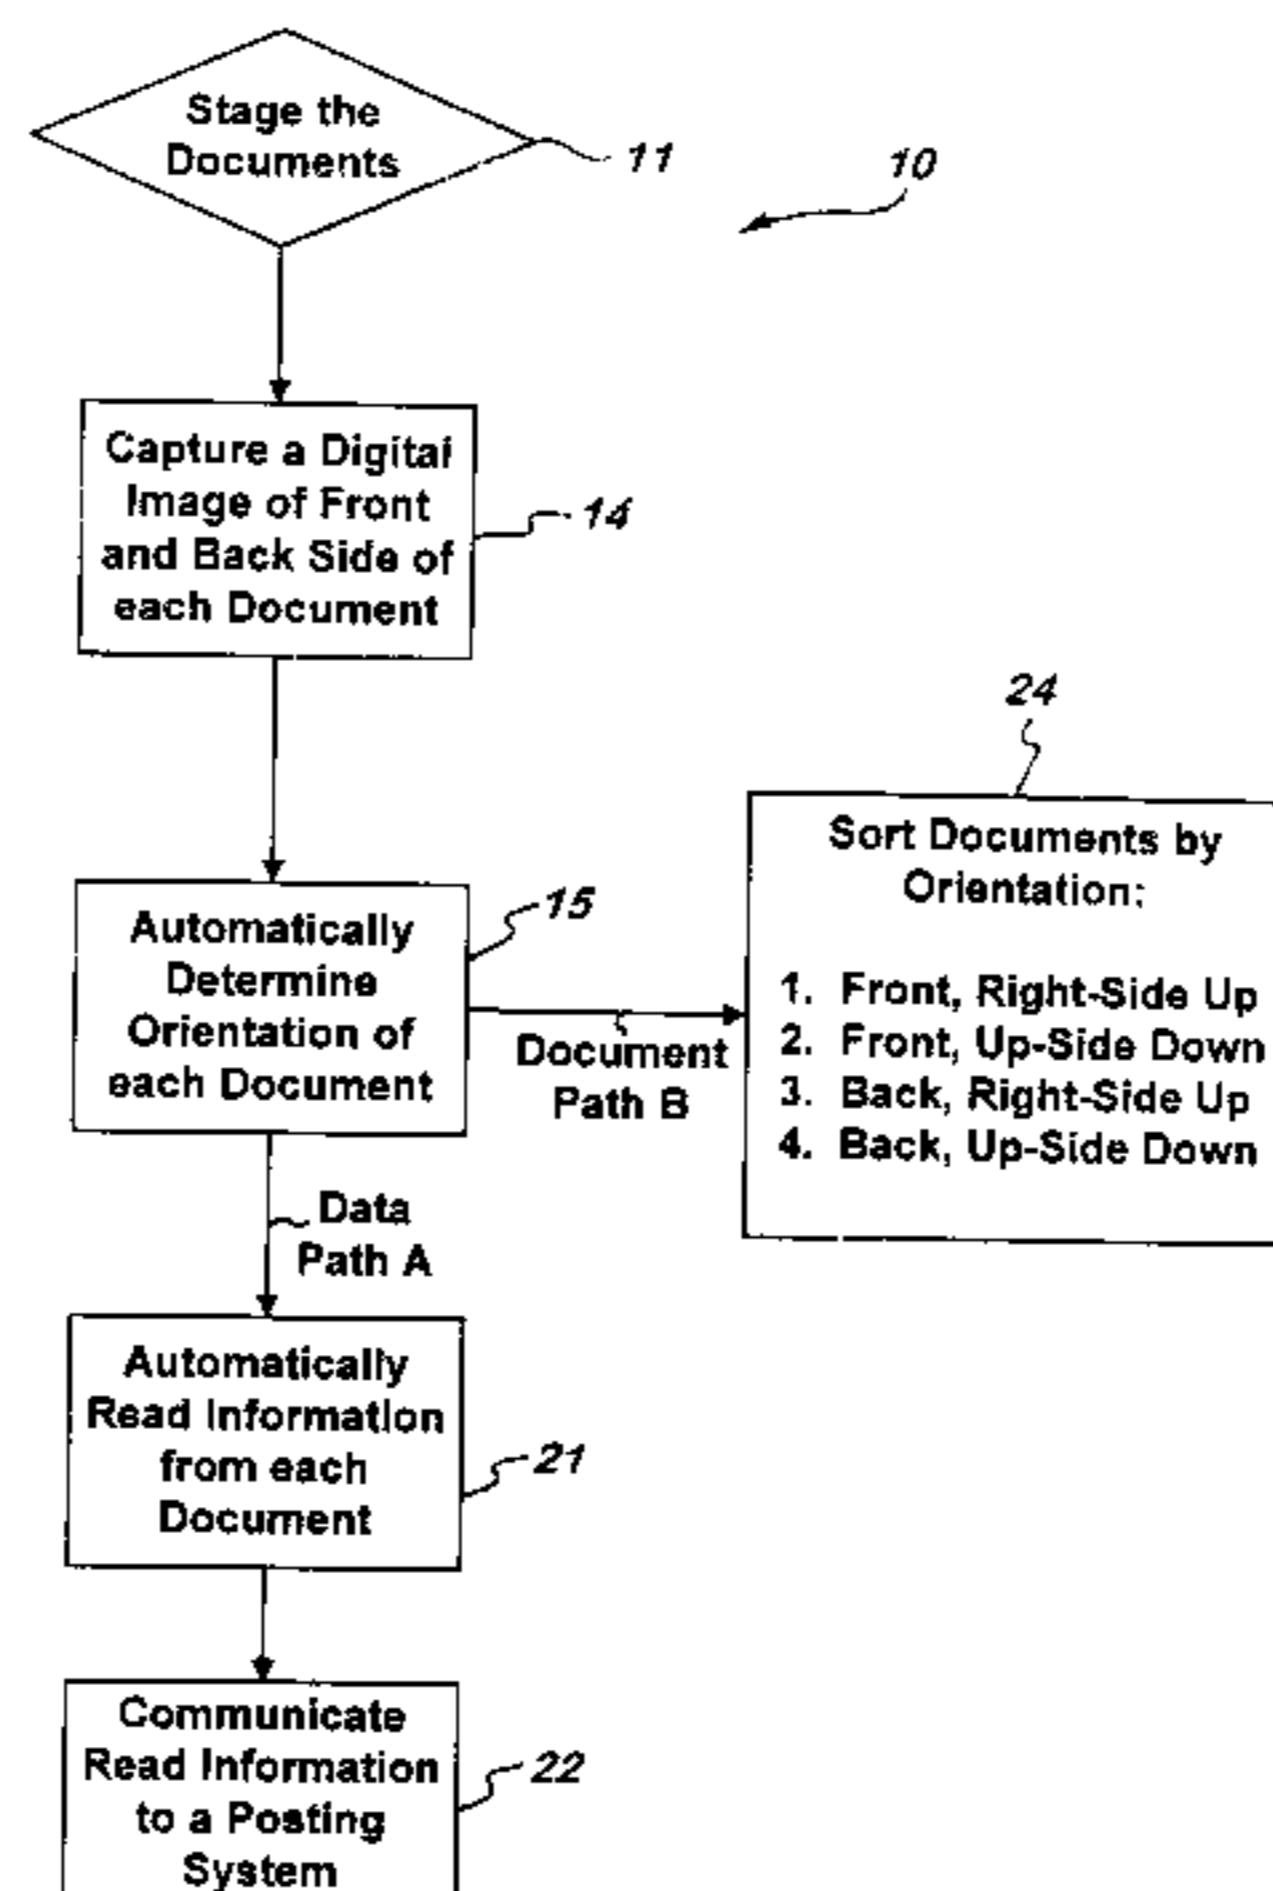 Stage the
Documents
11
10
Capture a Digital
Image of Front
and Back Side of
each Document
14
24
Sort Documents by
Orientation:
1. Front, Right-Side Up
2. Front, Up-Side Down
3. Back, Right-Side Up
4. Back, Up-Side Down
Automatically
Determine
Orientation of
each Document
15
Document
Path B
Data
Path A
Automatically
Read Information
from each
Document
21
Communicate
Read Information
to a Posting
System
22